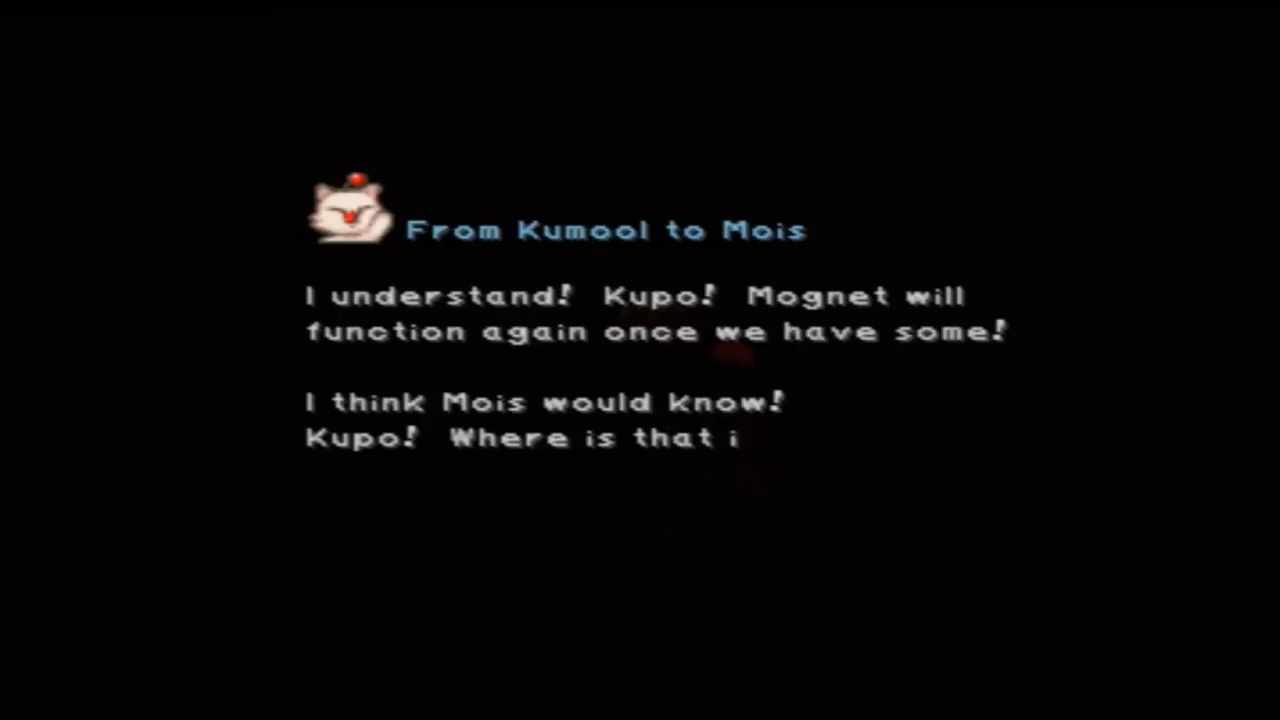 From Kumool to Mois
I understand! Kupo! Mognet will
function again once we have some!
I think Mois would know!
Kupo! Where is that i